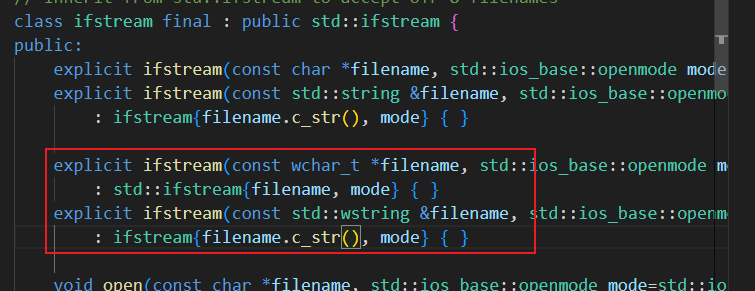 // Inherit from std::ifstream to accept UTF-8 filenames
class ifstream final : public std::ifstream {
public:
explicit ifstream(const char *filename, std::ios_base::openmode mode
explicit ifstream(const std::string &filename, std::ios_base::openmo
: ifstream{filename.c_str(), mode} { }
explicit ifstream(const wchar_t *filename, std::ios_base::openmode m
: std::ifstream{filename, mode} { }
explicit ifstream(const std::wstring &filename, std::ios_base::openmo
: ifstream{filename.c_str(), mode} { }
void open(const char *filename, std::ios_base::openmode mode=std::io